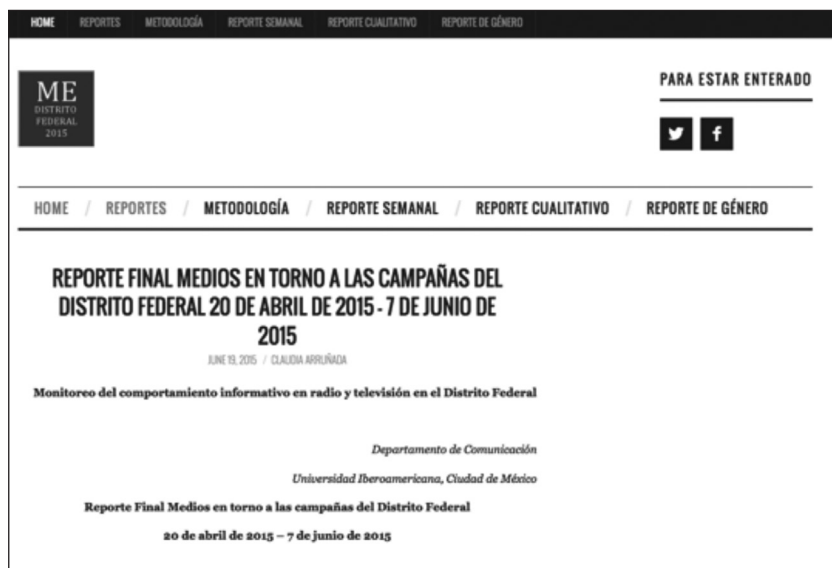 HOME REPORTES METODOLOGÍA REPORTE SEMANAL REPORTE CUALITATIVO REPORTE DE GÉNERO
ME
DISTRITO
FEDERAL
2015
PARA ESTAR ENTERADO
HOME / REPORTES / METODOLOGÍA / REPORTE SEMANAL / REPORTE CUALITATIVO / REPORTE DE GÉNERO
REPORTE FINAL MEDIOS EN TORNO A LAS CAMPAÑAS DEL
DISTRITO FEDERAL 20 DE ABRIL DE 2015 - 7 DE JUNIO DE
2015
JUNE 19, 2015 / CLAUDIA ARRUÑADA
Monitoreo del comportamiento informativo en radio y televisión en el Distrito Federal
Departamento de Comunicación
Universidad Iberoamericana, Ciudad de México
Reporte Final Medios en torno a las campañas del Distrito Federal
20 de abril de 2015 – 7 de junio de 2015